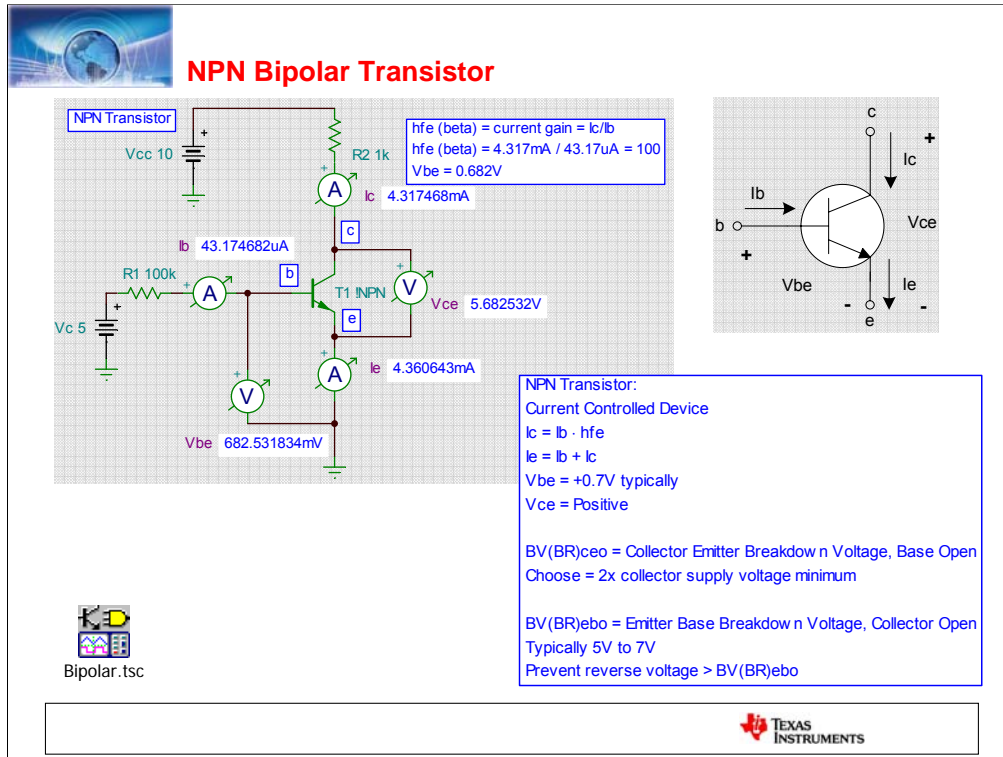 NPN Bipolar Transistor
NPN Transistor
+
Vcc 10
R2 1k
hfe (beta) = current gain = Ic/Ib
hfe (beta) = 4.317mA / 43.17uA = 100
Vbe = 0.682V
+
A
Ic 4.317468mA
c
Ib 43.174682uA
R1 100k
+
A
b
T1 !NPN
+
V
Vce 5.682532V
e
+
Vc 5
+
A
Ie 4.360643mA
+
V
Vbe 682.531834mV
c
+
Ic
Ib
b
Vce
+
Vbe
Ie
-
-
e
NPN Transistor:
Current Controlled Device
Ic = Ib · hfe
Ie = Ib + Ic
Vbe = +0.7V typically
Vce = Positive
BV(BR)ceo = Collector Emitter Breakdown Voltage, Base Open
Choose = 2x collector supply voltage minimum
BV(BR)ebo = Emitter Base Breakdown Voltage, Collector Open
Typically 5V to 7V
Prevent reverse voltage > BV(BR)ebo
Bipolar.tsc
TEXAS
INSTRUMENTS